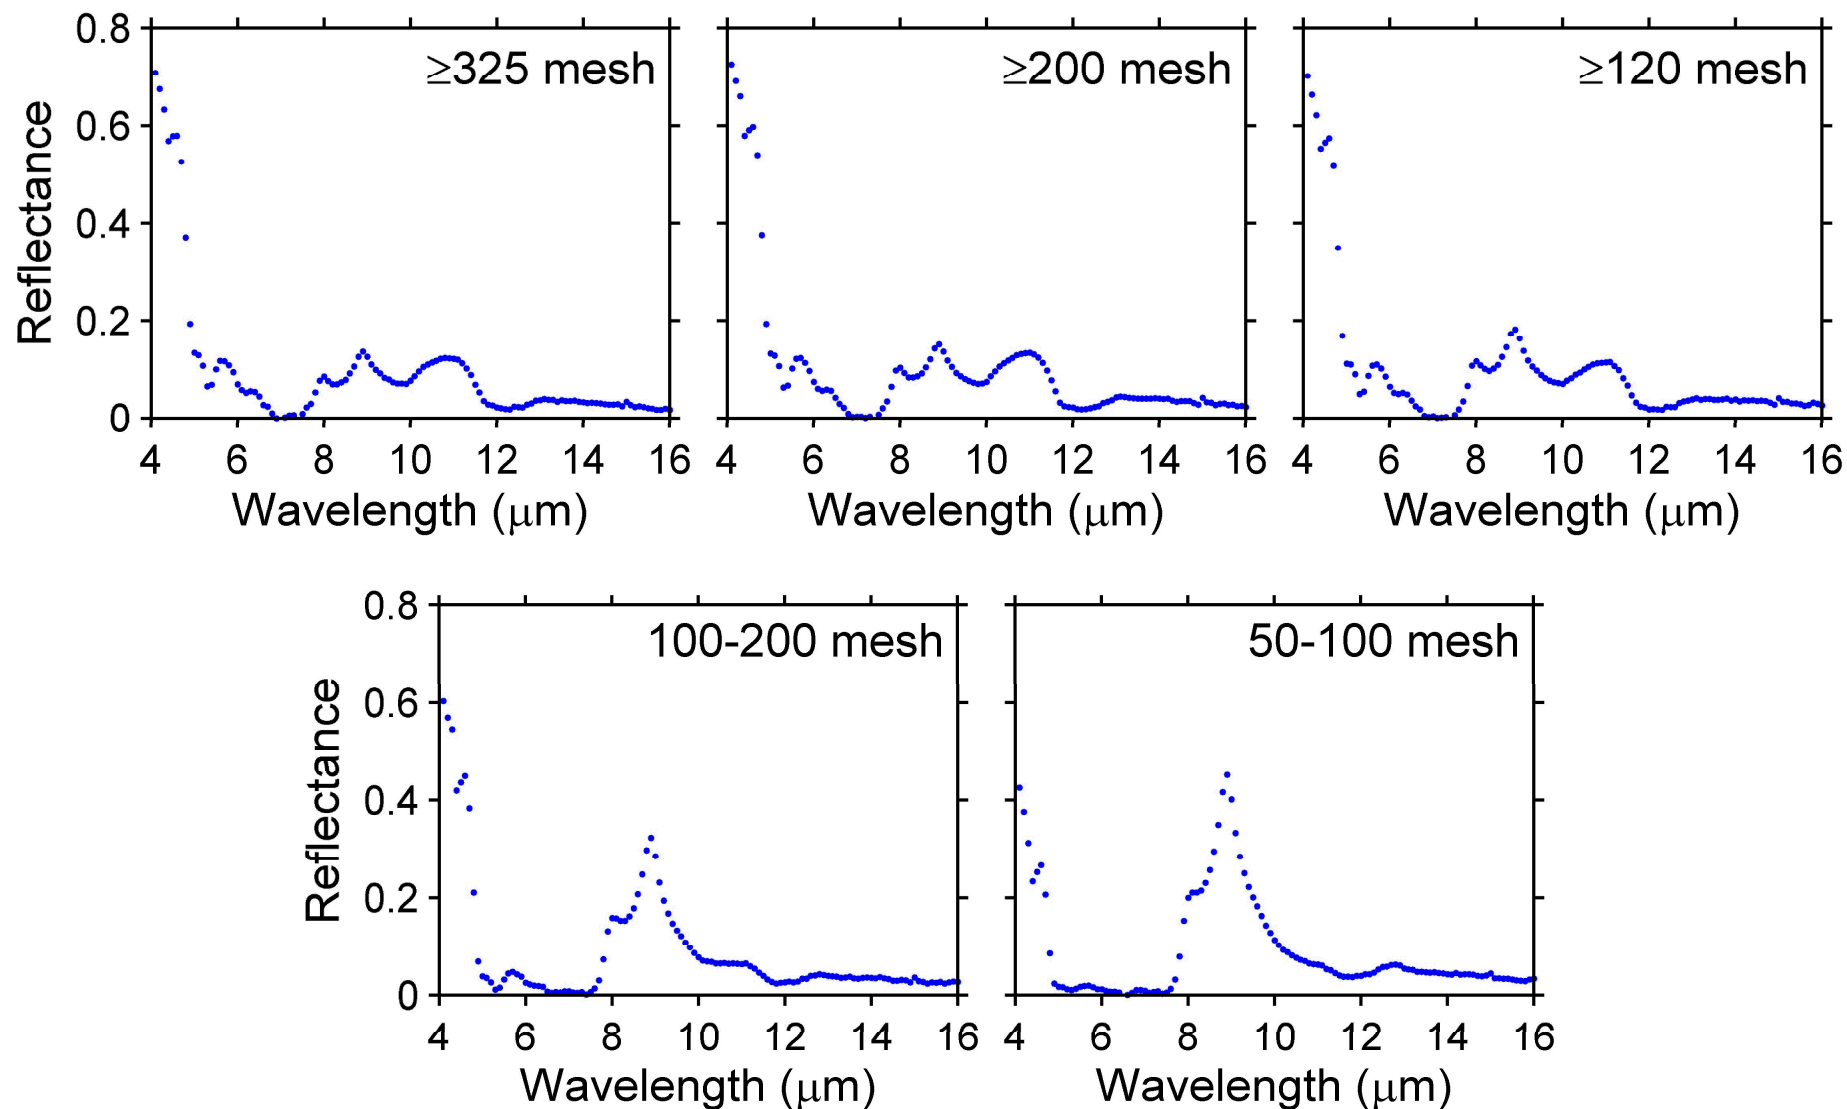 ≥325 mesh
≥200 mesh
≥120 mesh
Reflectance
0.8
0.6
0.4
0.2
0
4 6 8 10 12 14 16
4 6 8 10 12 14 16
4 6 8 10 12 14 16
Wavelength (μm)
Wavelength (μm)
Wavelength (μm)
100-200 mesh
50-100 mesh
Reflectance
0.8
0.6
0.4
0.2
0
4 6 8 10 12 14 16
4 6 8 10 12 14 16
Wavelength (μm)
Wavelength (μm)